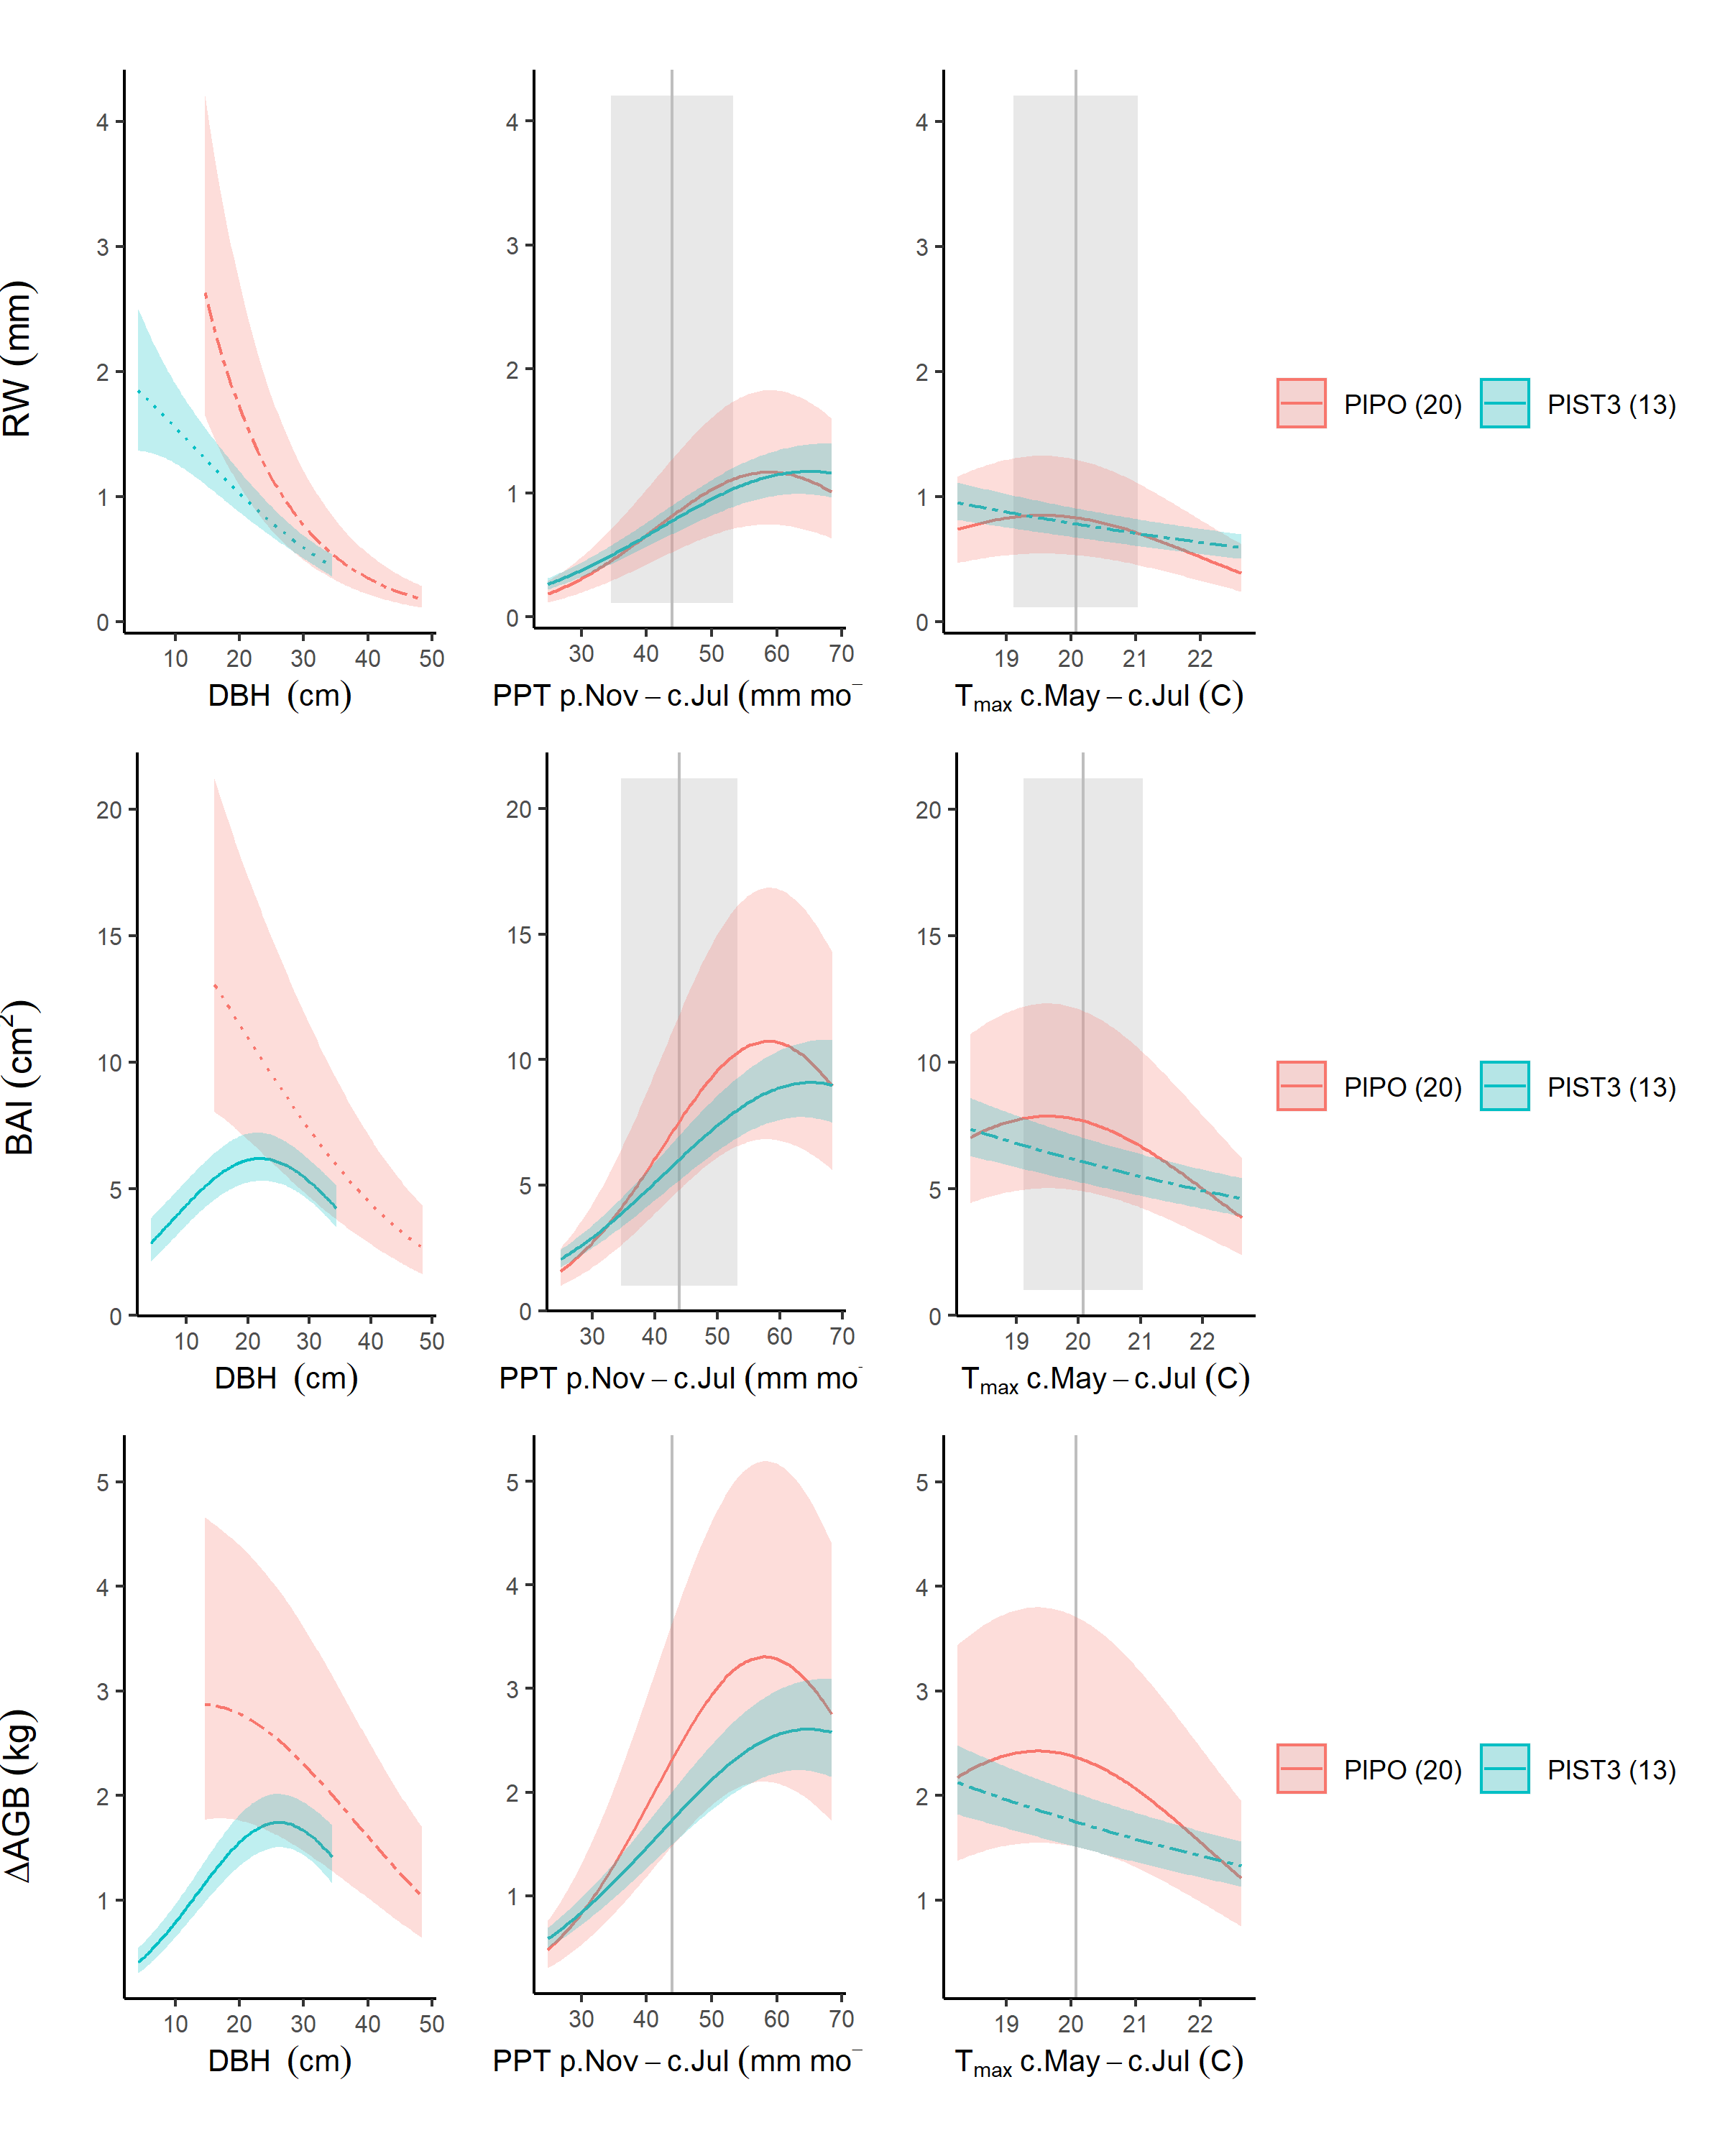 RW (mm)
4
3
2
1
0
10 20 30 40 50
DBH (cm)
4
3
2
1
0
30 40 50 60 70
PPT p.Nov – c.Jul (mm mo⁻
4
3
2
1
0
19 20 21 22
Tmax c.May – c.Jul (C)
PIPO (20) PIST3 (13)
BAI (cm²)
20
15
10
5
0
10 20 30 40 50
DBH (cm)
20
15
10
5
0
30 40 50 60 70
PPT p.Nov – c.Jul (mm mo⁻
20
15
10
5
0
19 20 21 22
Tmax c.May – c.Jul (C)
PIPO (20) PIST3 (13)
ΔAGB (kg)
5
4
3
2
1
10 20 30 40 50
DBH (cm)
5
4
3
2
1
30 40 50 60 70
PPT p.Nov – c.Jul (mm mo⁻
5
4
3
2
1
19 20 21 22
Tmax c.May – c.Jul (C)
PIPO (20) PIST3 (13)